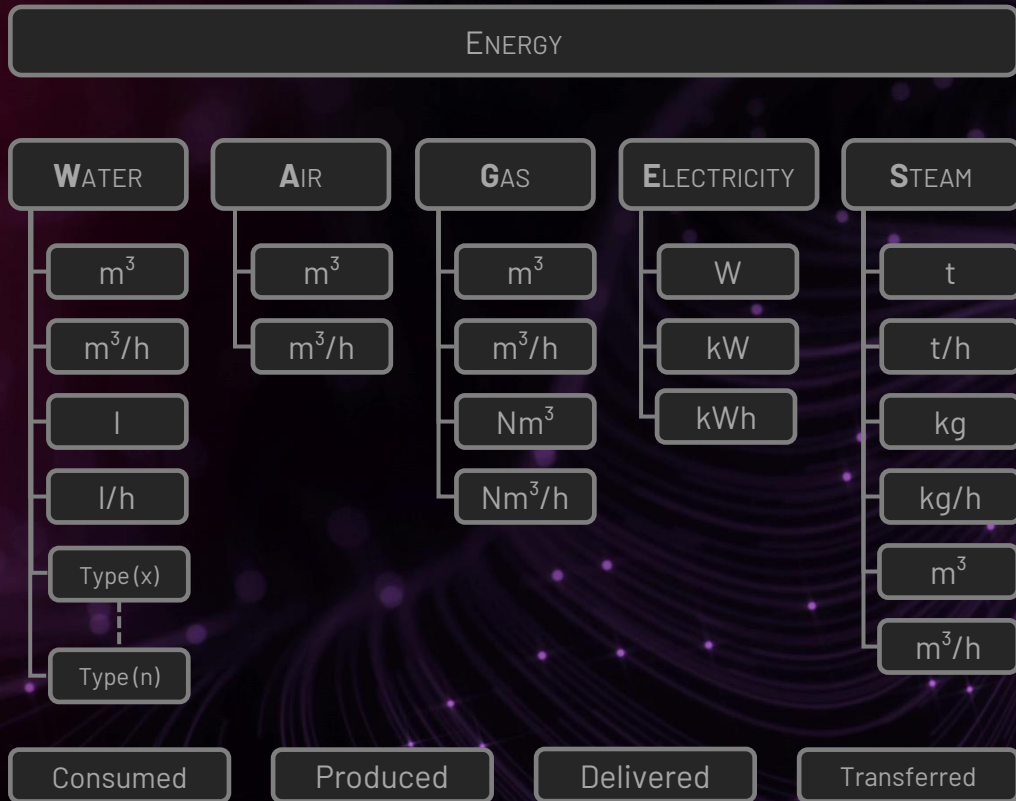 ENERGY
WATER
m³
m³/h
l
l/h
Type (x)
Type (n)
AIR
m³
m³/h
GAS
m³
m³/h
Nm³
Nm³/h
ELECTRICITY
W
kW
kWh
STEAM
t
t/h
kg
kg/h
m³
m³/h
Consumed
Produced
Delivered
Transferred